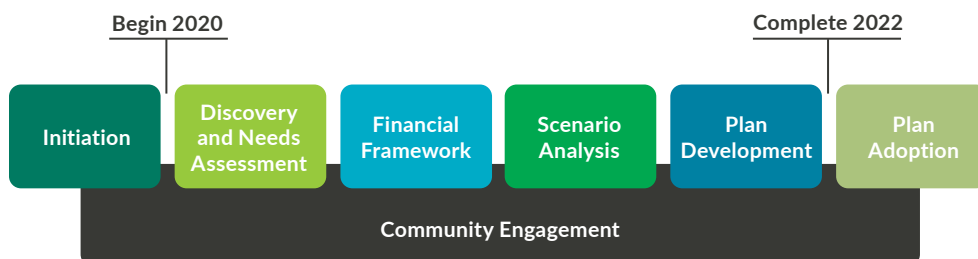 Begin 2020
Complete 2022
Initiation
Discovery
and Needs
Assessment
Financial
Framework
Scenario
Analysis
Plan
Development
Plan
Adoption
Community Engagement